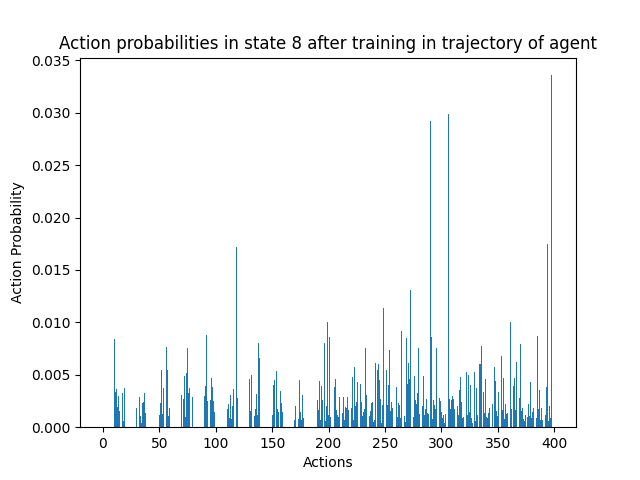 Action probabilities in state 8 after training in trajectory of agent
0.035
0.030
0.025
0.020
0.015
0.010
0.005
0.000
Action Probability
0 50 100 150 200 250 300 350 400
Actions